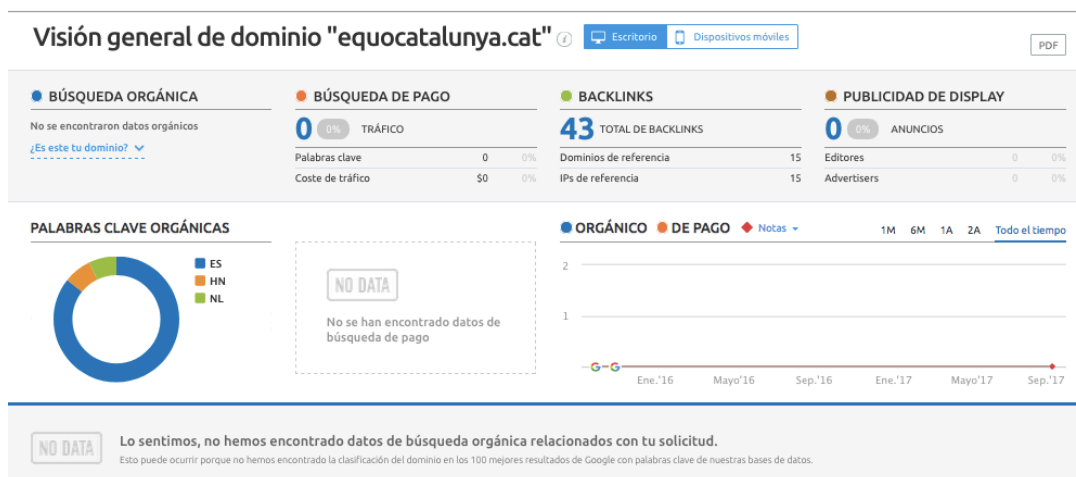 Visión general de dominio "equocatalunya.cat" i Escritorio Dispositivos móviles
PDF
BÚSQUEDA ORGÁNICA
No se encontraron datos orgánicos
¿Es este tu dominio?
BÚSQUEDA DE PAGO
0 0% TRÁFICO
Palabras clave 0 0%
Coste de tráfico $0 0%
BACKLINKS
43 TOTAL DE BACKLINKS
Dominios de referencia 15
IPs de referencia 15
PUBLICIDAD DE DISPLAY
0 0% ANUNCIOS
Editores 0 0%
Advertisers 0 0%
PALABRAS CLAVE ORGÁNICAS
ES
HN
NL
NO DATA
No se han encontrado datos de
búsqueda de pago
ORGÁNICO DE PAGO Notas 1M 6M 1A 2A Todo el tiempo
2
1
G G
Ene.'16 Mayo'16 Sep.'16 Ene.'17 Mayo'17 Sep.'17
NO DATA
Lo sentimos, no hemos encontrado datos de búsqueda orgánica relacionados con tu solicitud.
Esto puede ocurrir porque no hemos encontrado la clasificación del dominio en los 100 mejores resultados de Google con palabras clave de nuestras bases de datos.